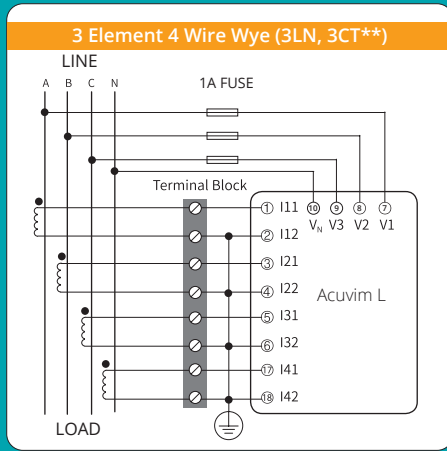 3 Element 4 Wire Wye (3LN, 3CT**)
LINE
A B C N
1A FUSE
Terminal Block
① I11
⑩ ⑨ ⑧ ⑦
② I12
V_N V3 V2 V1
③ I21
④ I22
Acuvim L
⑤ I31
⑥ I32
⑰ I41
⑱ I42
LOAD